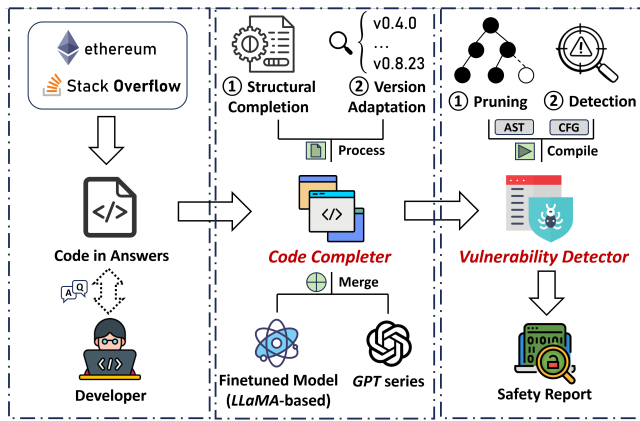 ethereum
Stack Overflow
</>
Code in Answers
A Q
</>
Developer
v0.4.0
...
v0.8.23
① Structural
Completion
② Version
Adaptation
Process
</>
Code Completer
Merge
Finetuned Model
(LLaMA-based)
GPT series
① Pruning
② Detection
AST
CFG
Compile
Vulnerability Detector
Safety Report